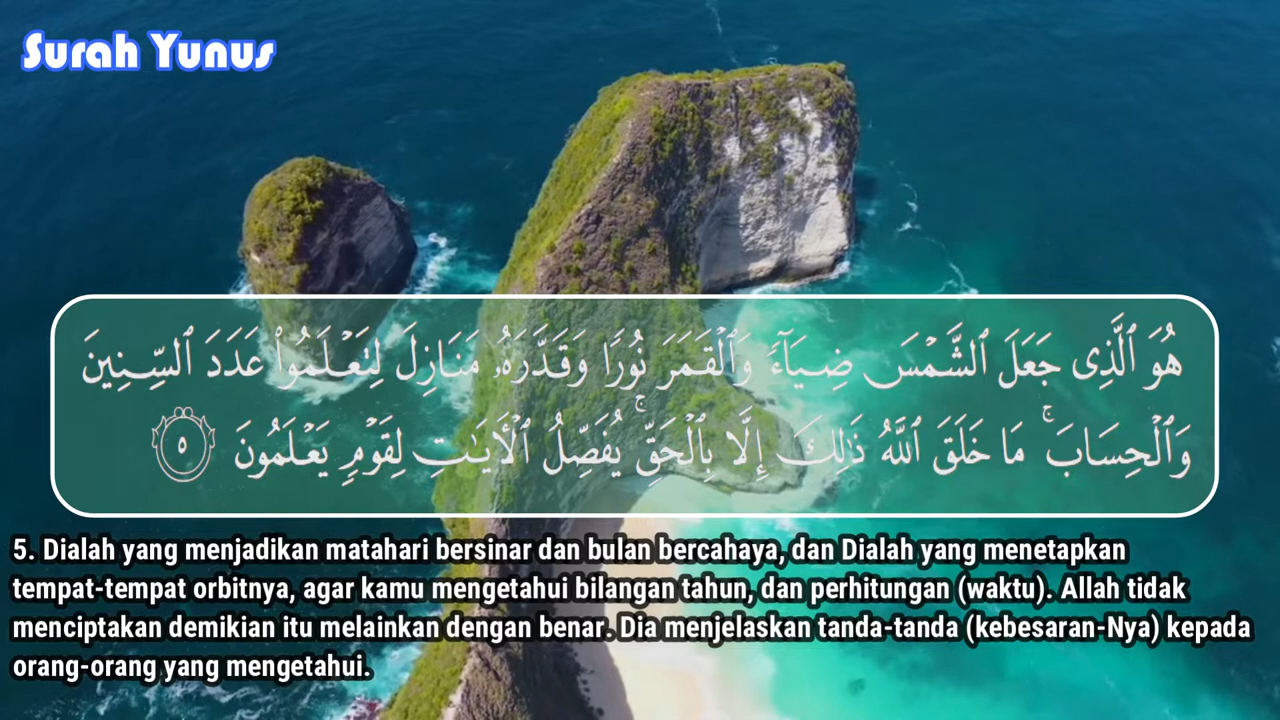 Surah Yunus
هُوَ ٱلَّذِى جَعَلَ ٱلشَّمْسَ ضِيَآءً وَٱلْقَمَرَ نُورًا وَقَدَّرَهُۥ مَنَازِلَ لِتَعْلَمُوا۟ عَدَدَ ٱلسِّنِينَ
وَٱلْحِسَابَ ۚ مَا خَلَقَ ٱللَّهُ ذَٰلِكَ إِلَّا بِٱلْحَقِّ ۚ يُفَصِّلُ ٱلْـَٔايَـٰتِ لِقَوْمٍ يَعْلَمُونَ ٥
5. Dialah yang menjadikan matahari bersinar dan bulan bercahaya, dan Dialah yang menetapkan
tempat-tempat orbitnya, agar kamu mengetahui bilangan tahun, dan perhitungan (waktu). Allah tidak
menciptakan demikian itu melainkan dengan benar. Dia menjelaskan tanda-tanda (kebesaran-Nya) kepada
orang-orang yang mengetahui.